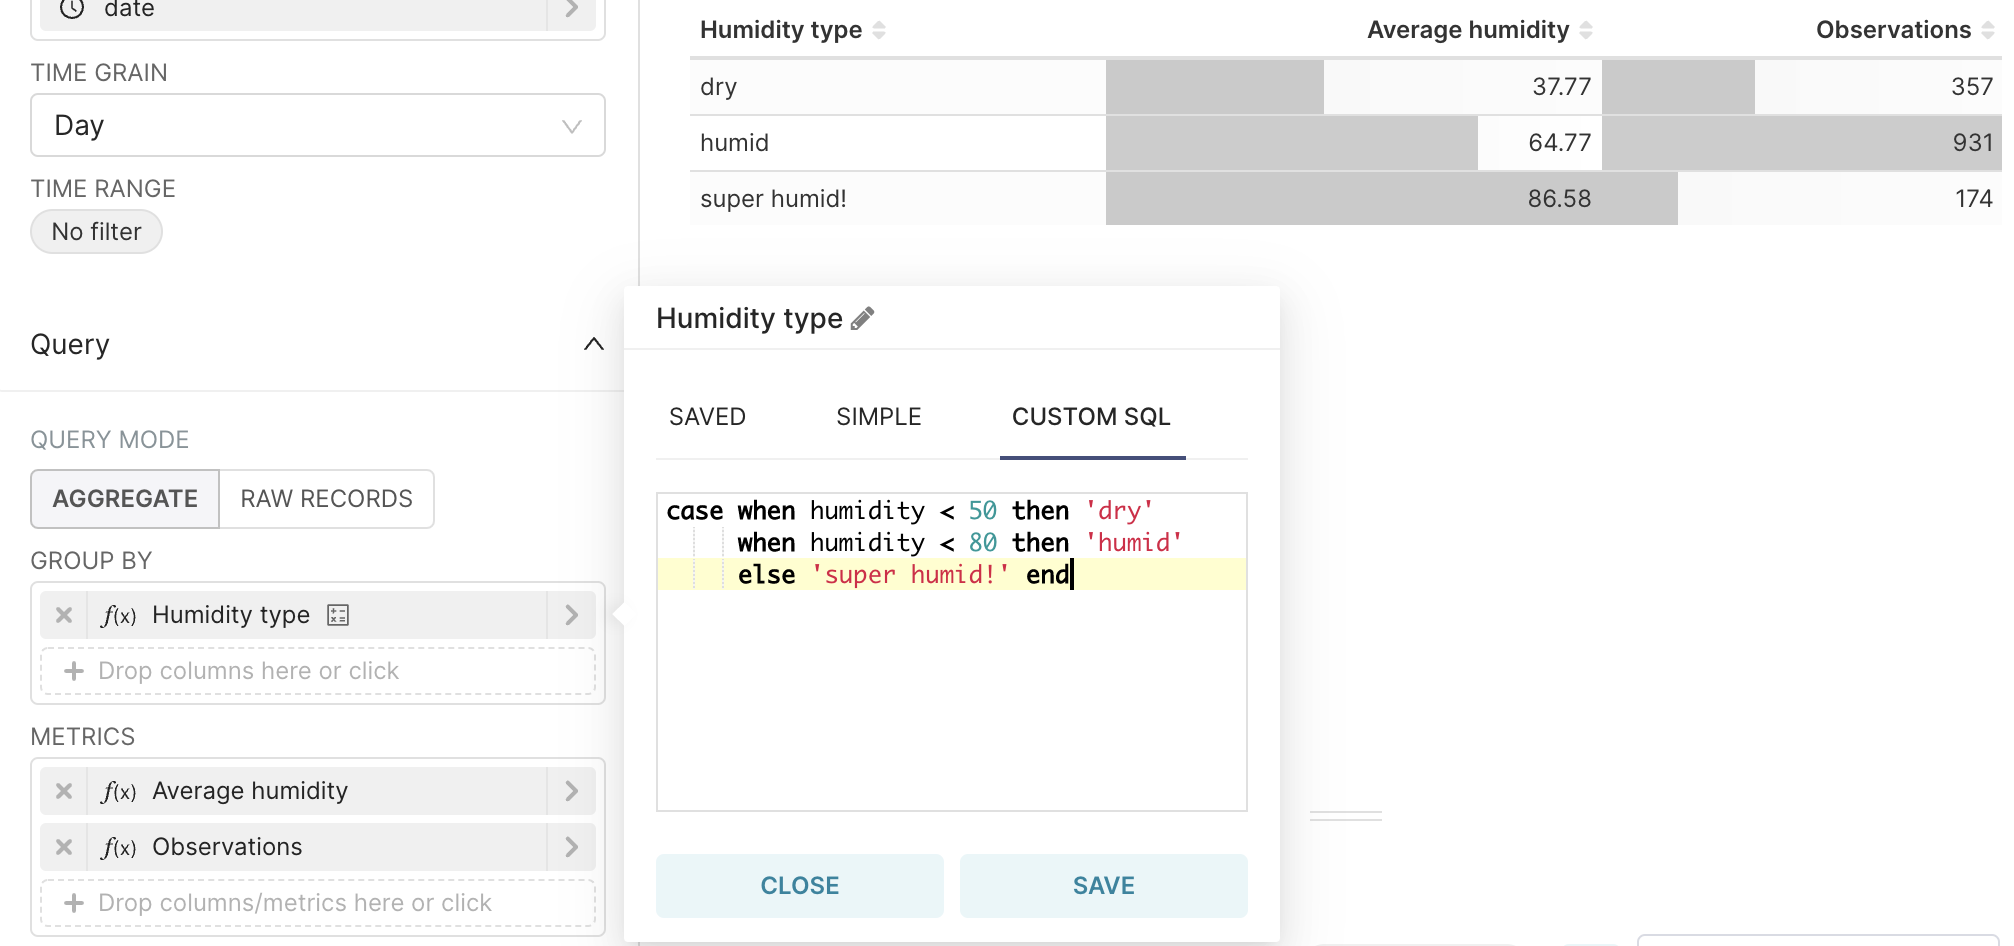 date
TIME GRAIN
Day
TIME RANGE
No filter
Query
QUERY MODE
AGGREGATE RAW RECORDS
GROUP BY
f(x) Humidity type
+ Drop columns here or click
METRICS
f(x) Average humidity
f(x) Observations
+ Drop columns/metrics here or click
Humidity type Average humidity Observations
dry 37.77 357
humid 64.77 931
super humid! 86.58 174
Humidity type
SAVED SIMPLE CUSTOM SQL
case when humidity < 50 then 'dry'
when humidity < 80 then 'humid'
else 'super humid!' end
CLOSE SAVE